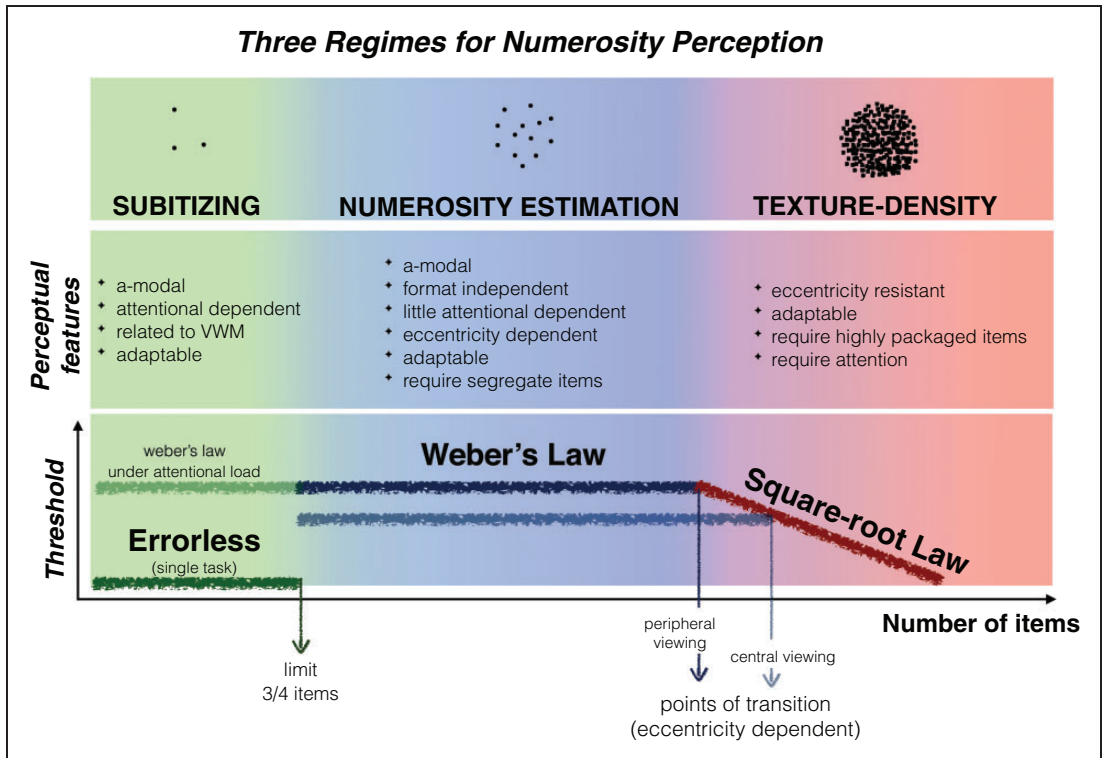 Three Regimes for Numerosity Perception
SUBITIZING
NUMEROSITY ESTIMATION
TEXTURE-DENSITY
Perceptual
features
a-modal
attentional dependent
related to VWM
adaptable
a-modal
format independent
little attentional dependent
eccentricity dependent
adaptable
require segregate items
eccentricity resistant
adaptable
require highly packaged items
require attention
Threshold
weber's law
under attentional load
Errorless
(single task)
Weber's Law
Square-root Law
Number of items
limit
3/4 items
peripheral
viewing
central viewing
points of transition
(eccentricity dependent)